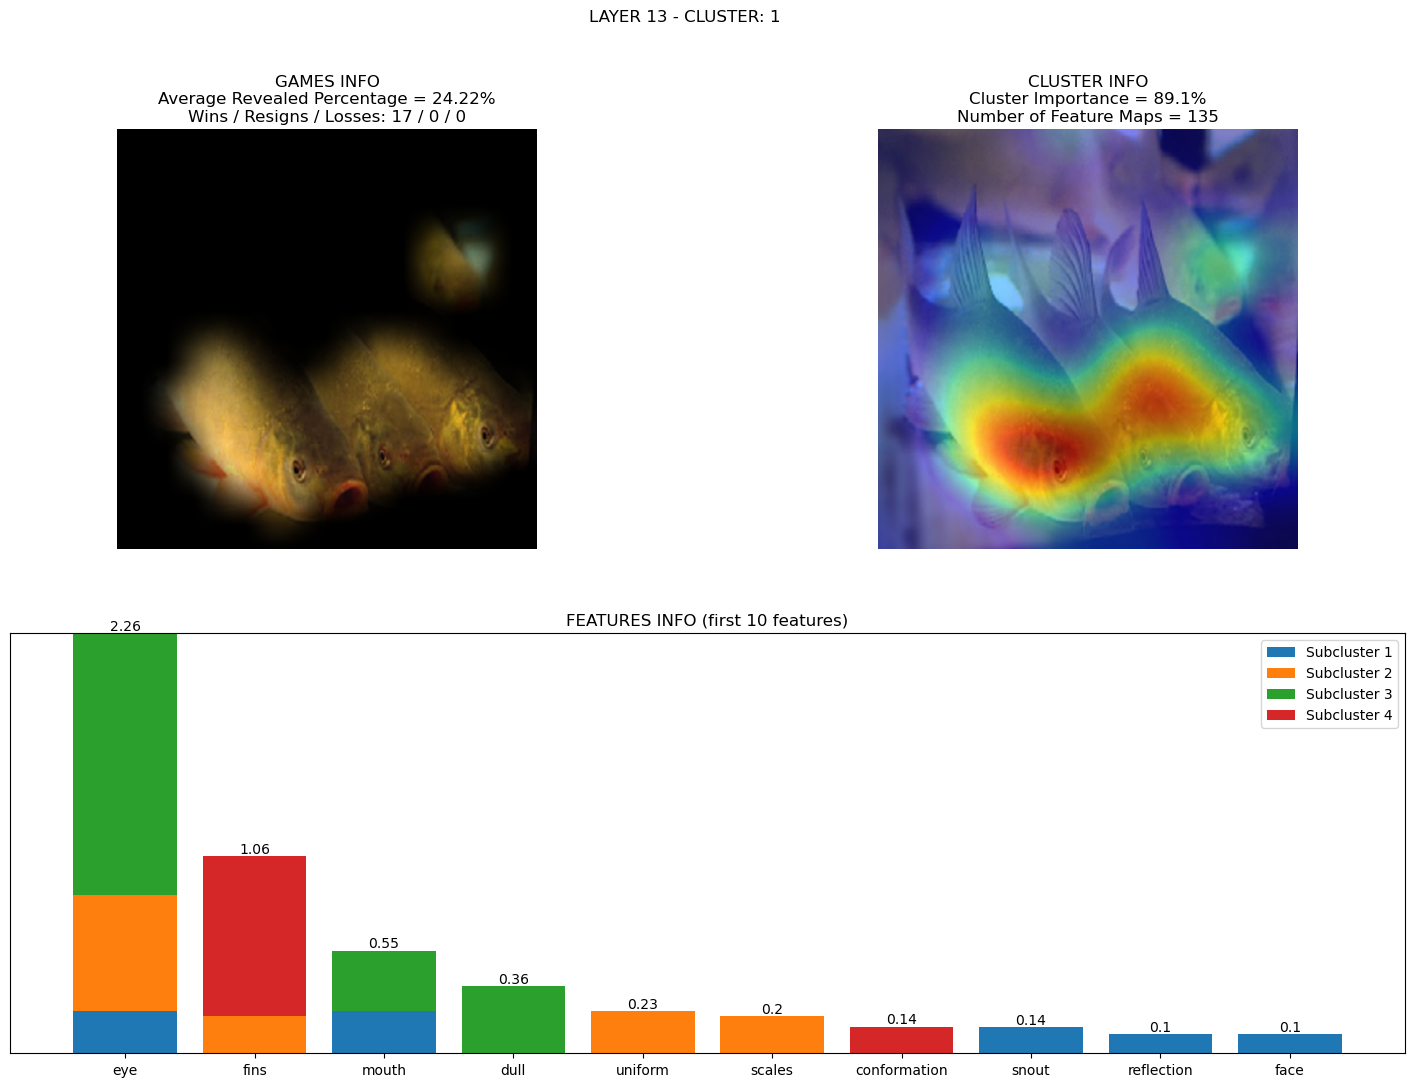 LAYER 13 - CLUSTER: 1
GAMES INFO
Average Revealed Percentage = 24.22%
Wins / Resigns / Losses: 17 / 0 / 0
CLUSTER INFO
Cluster Importance = 89.1%
Number of Feature Maps = 135
FEATURES INFO (first 10 features)
2.26
1.06
0.55
0.36
0.23
0.2
0.14
0.14
0.1
0.1
Subcluster 1
Subcluster 2
Subcluster 3
Subcluster 4
eye
fins
mouth
dull
uniform
scales
conformation
snout
reflection
face